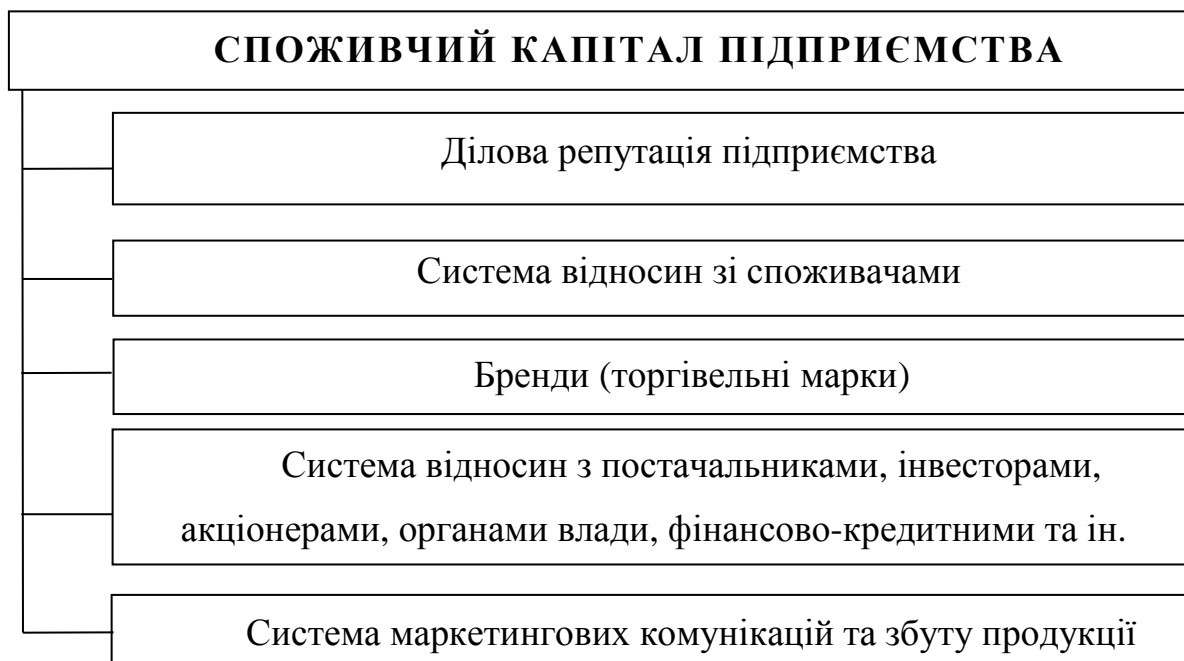 СПОЖИВЧИЙ КАПІТАЛ ПІДПРИЄМСТВА
Ділова репутація підприємства
Система відносин зі споживачами
Бренди (торгівельні марки)
Система відносин з постачальниками, інвесторами,
акціонерами, органами влади, фінансово-кредитними та ін.
Система маркетингових комунікацій та збуту продукції